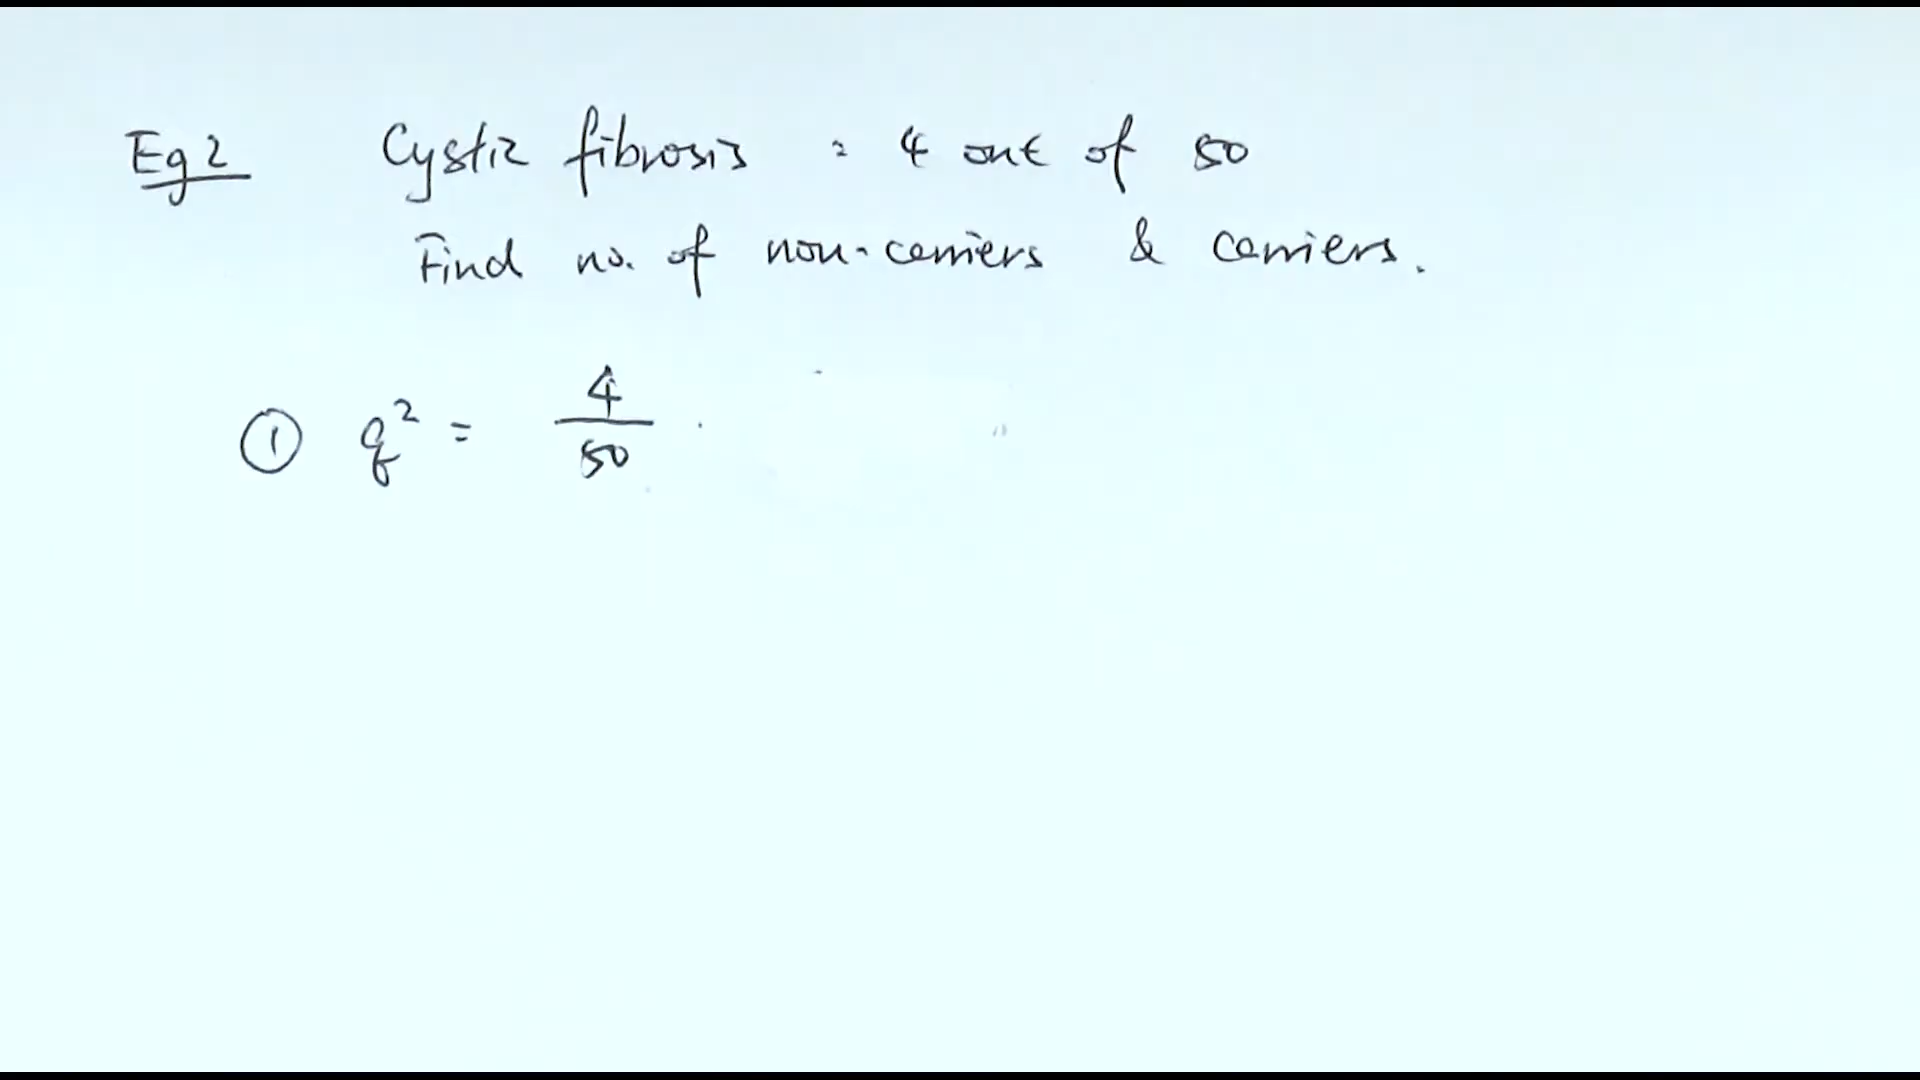 Eg 2 Cystic fibrosis = 4 out of 50
Find no. of non-carriers & carriers.
① q² = 4/50